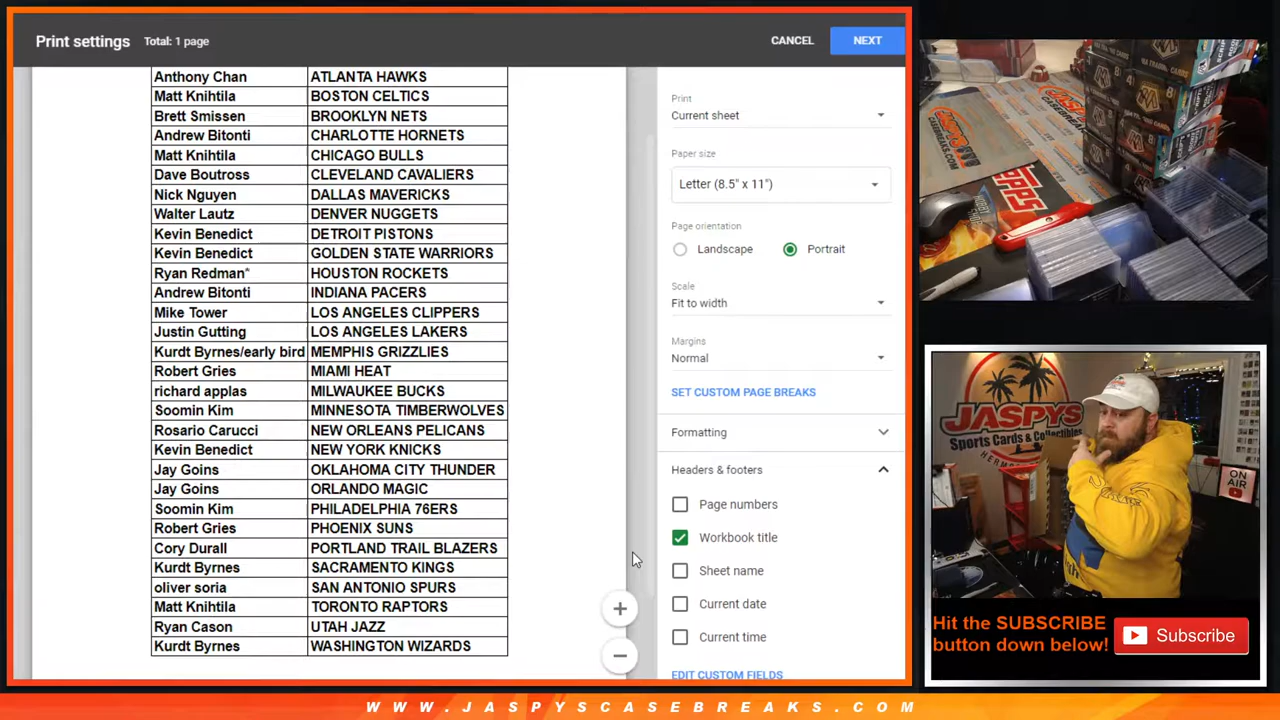 Print settings Total: 1 page CANCEL NEXT
Anthony Chan ATLANTA HAWKS
Matt Knihtila BOSTON CELTICS
Brett Smissen BROOKLYN NETS
Andrew Bitonti CHARLOTTE HORNETS
Matt Knihtila CHICAGO BULLS
Dave Boutross CLEVELAND CAVALIERS
Nick Nguyen DALLAS MAVERICKS
Walter Lautz DENVER NUGGETS
Kevin Benedict DETROIT PISTONS
Kevin Benedict GOLDEN STATE WARRIORS
Ryan Redman* HOUSTON ROCKETS
Andrew Bitonti INDIANA PACERS
Mike Tower LOS ANGELES CLIPPERS
Justin Gutting LOS ANGELES LAKERS
Kurdt Byrnes/early bird MEMPHIS GRIZZLIES
Robert Gries MIAMI HEAT
richard applas MILWAUKEE BUCKS
Soomin Kim MINNESOTA TIMBERWOLVES
Rosario Carucci NEW ORLEANS PELICANS
Kevin Benedict NEW YORK KNICKS
Jay Goins OKLAHOMA CITY THUNDER
Jay Goins ORLANDO MAGIC
Soomin Kim PHILADELPHIA 76ERS
Robert Gries PHOENIX SUNS
Cory Durall PORTLAND TRAIL BLAZERS
Kurdt Byrnes SACRAMENTO KINGS
oliver soria SAN ANTONIO SPURS
Matt Knihtila TORONTO RAPTORS
Ryan Cason UTAH JAZZ
Kurdt Byrnes WASHINGTON WIZARDS
Print
Current sheet
Paper size
Letter (8.5" x 11")
Page orientation
Landscape Portrait
Scale
Fit to width
Margins
Normal
SET CUSTOM PAGE BREAKS
Formatting
Headers & footers
Page numbers
Workbook title
Sheet name
Current date
Current time
EDIT CUSTOM FIELDS
JASPYS
CASEBREAKS.COM
TOPPS
JASPYS
Sports Cards & Collectibles
ON
AIR
Hit the SUBSCRIBE
button down below!
Subscribe
WWW.JASPYSCASEBREAKS.COM